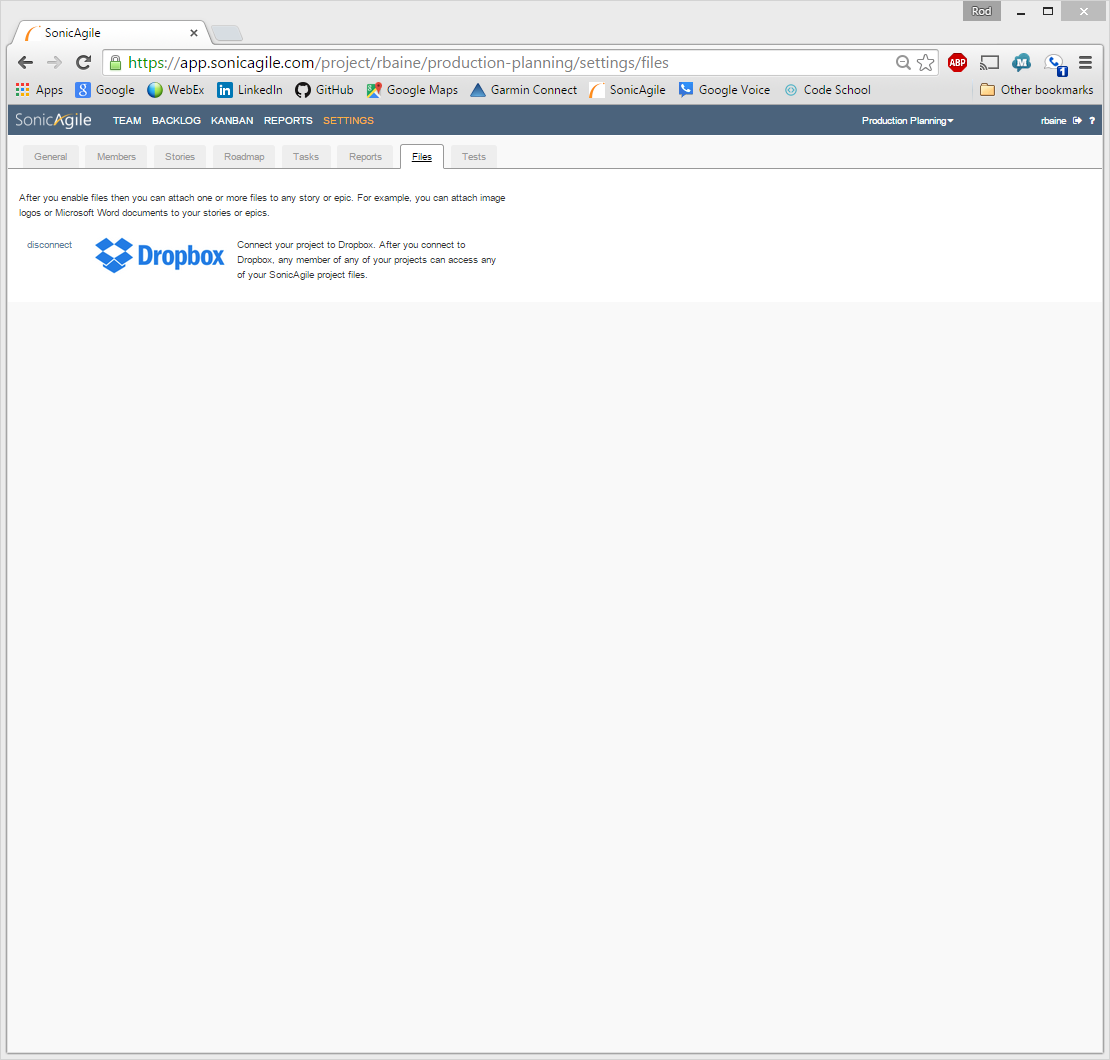 Rod
SonicAgile
https://app.sonicagile.com/project/rbaine/production-planning/settings/files
ABP
M
1
Apps Google WebEx LinkedIn GitHub Google Maps Garmin Connect SonicAgile Google Voice Code School Other bookmarks
SonicAgile TEAM BACKLOG KANBAN REPORTS SETTINGS Production Planning rbaine ?
General Members Stories Roadmap Tasks Reports Files Tests
After you enable files then you can attach one or more files to any story or epic. For example, you can attach image
logos or Microsoft Word documents to your stories or epics.
disconnect
Dropbox
Connect your project to Dropbox. After you connect to
Dropbox, any member of any of your projects can access any
of your SonicAgile project files.